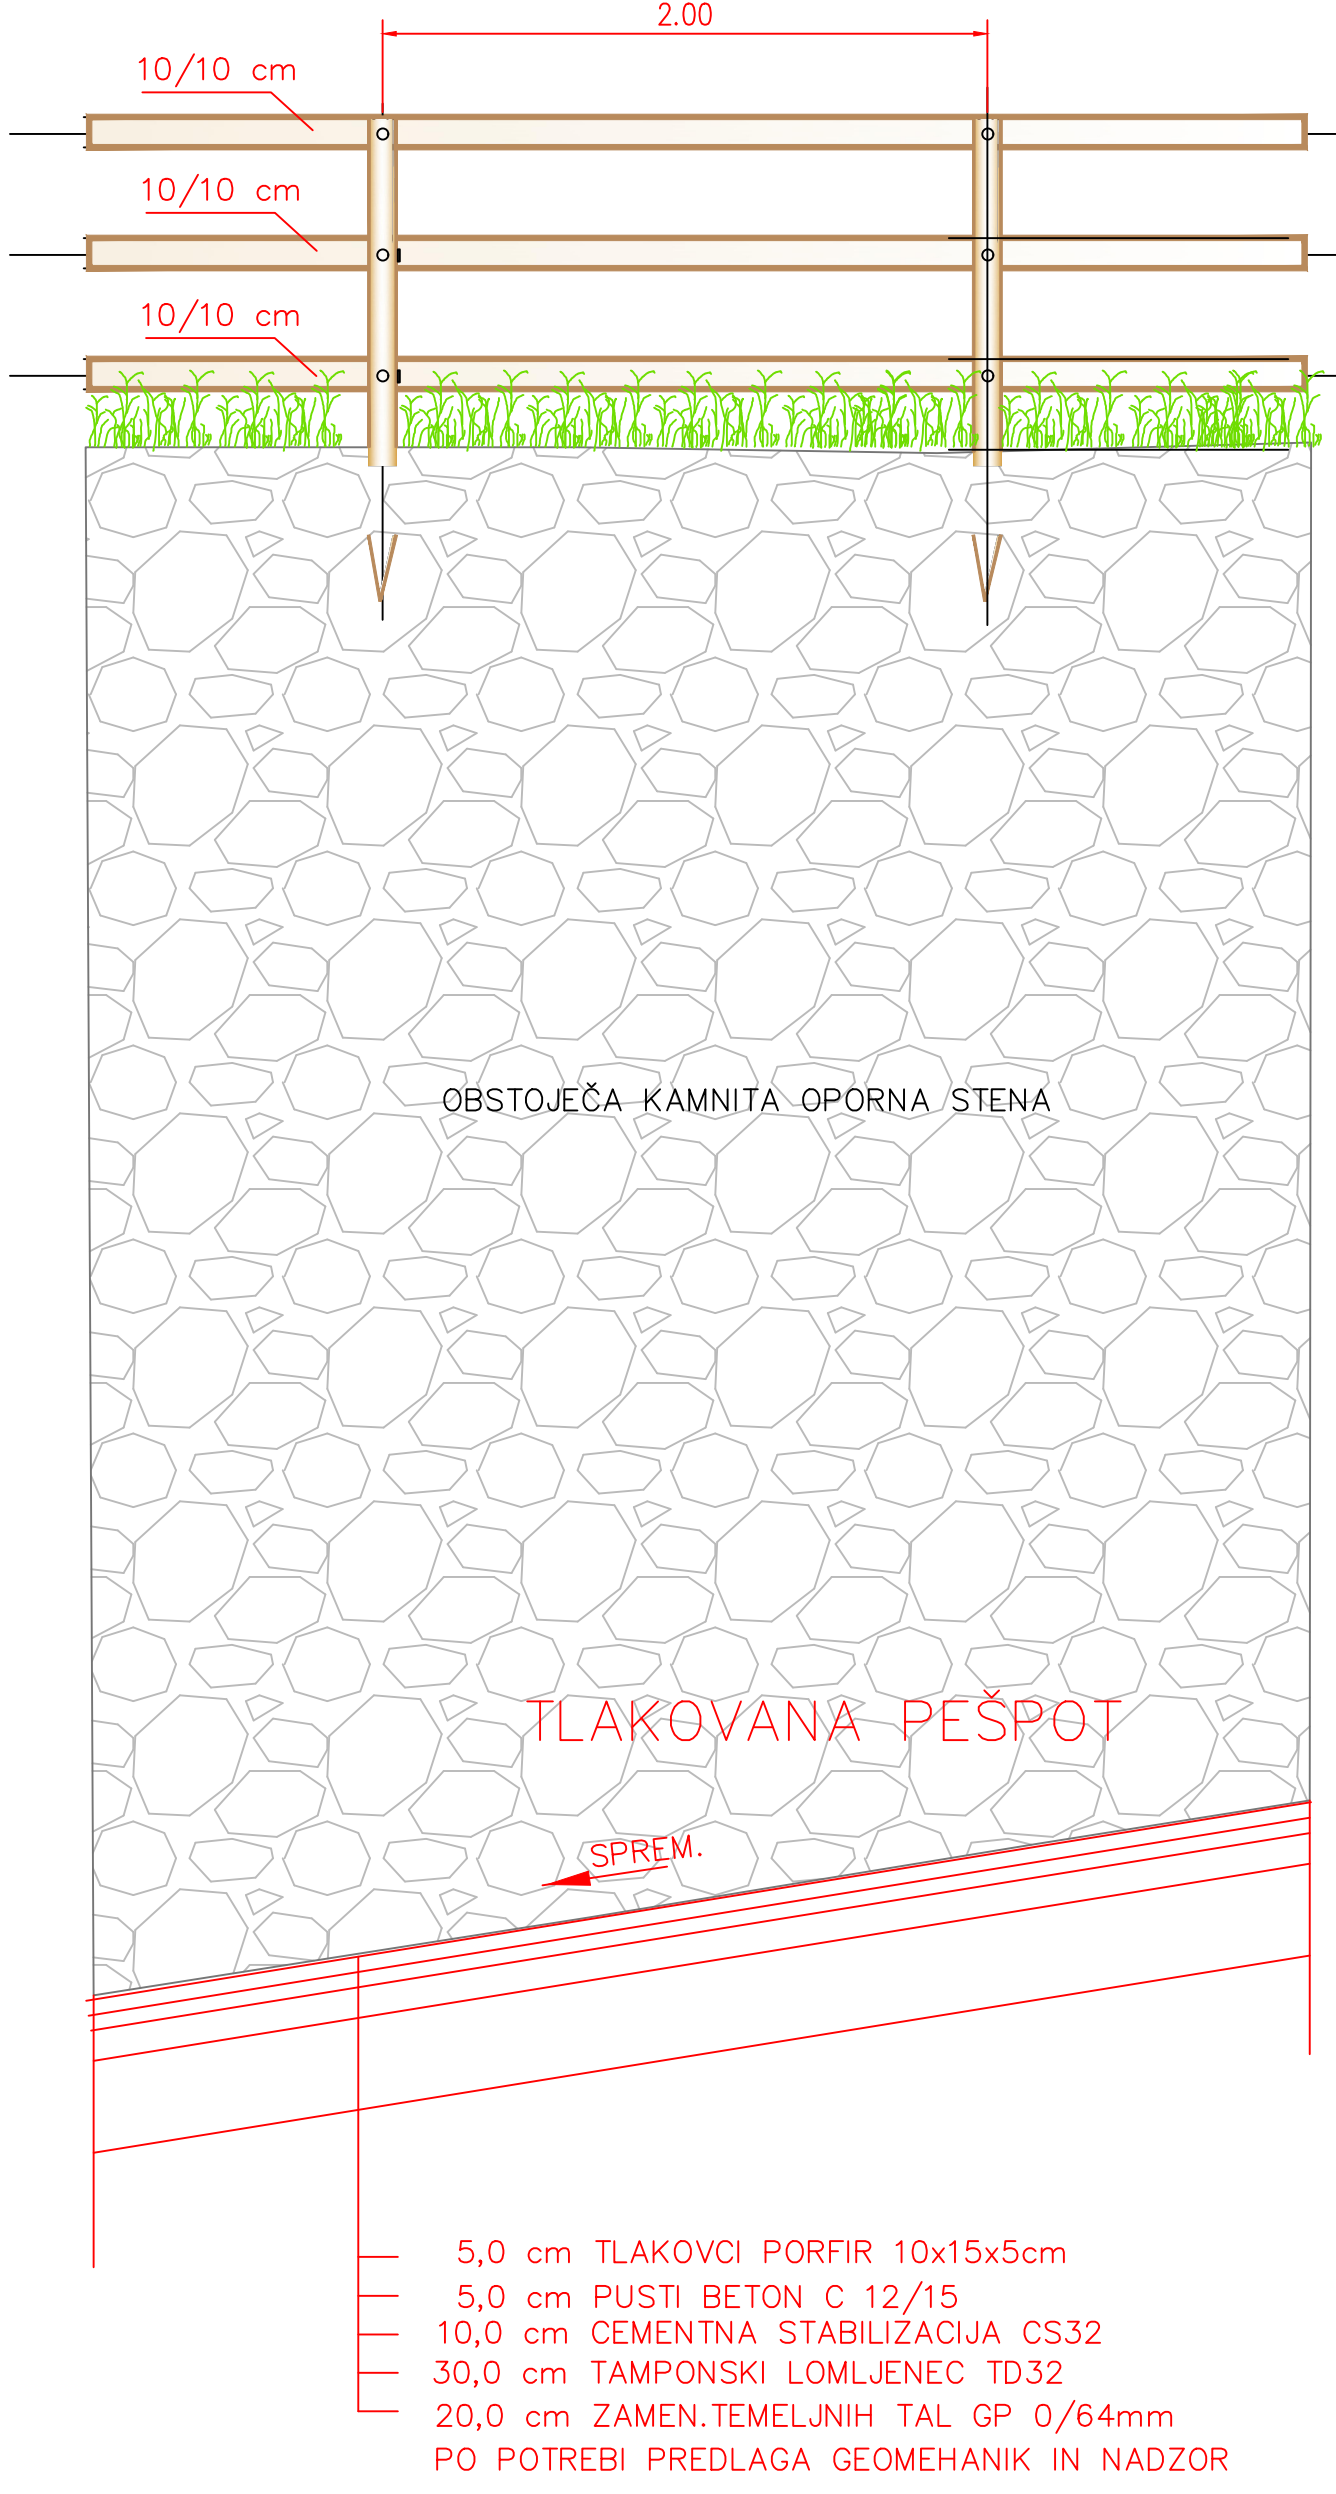 2.00
10/10 cm
10/10 cm
10/10 cm
OBSTOJEČA KAMNITA OPORNA STENA
TLAKOVANA PEŠPOT
SPREM.
5,0 cm TLAKOVCI PORFIR 10x15x5cm
5,0 cm PUSTI BETON C 12/15
10,0 cm CEMENTNA STABILIZACIJA CS32
30,0 cm TAMPONSKI LOMLJENEC TD32
20,0 cm ZAMEN.TEMELJNIH TAL GP 0/64mm
PO POTREBI PREDLAGA GEOMEHANIK IN NADZOR